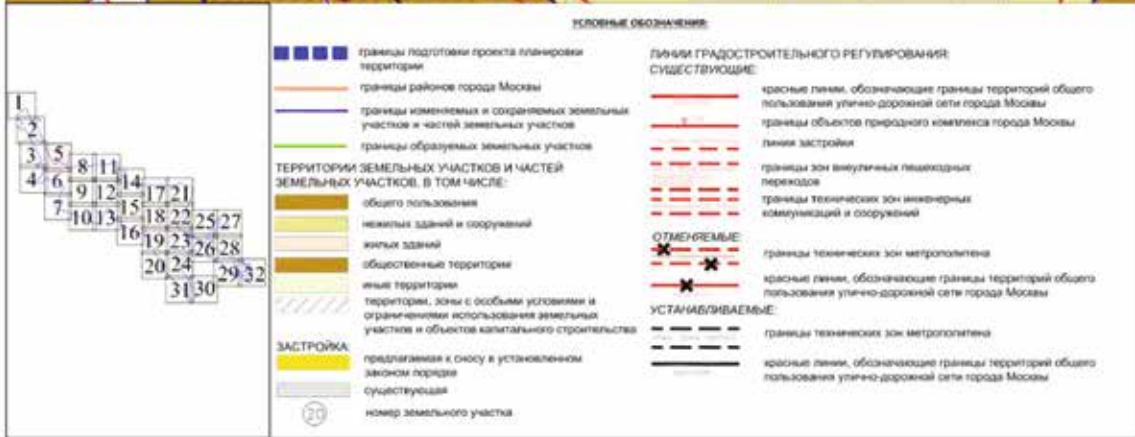 УСЛОВНЫЕ ОБОЗНАЧЕНИЯ:
1
2
3 5
4 6
7
8 11
9 12
10 13
14
15
16
17 21
18 22
19 23
20 24
25 27
26 28
29 32
31 30
границы подготовки проекта планировки
территории
границы районов города Москвы
границы изменяемых и сохраняемых земельных
участков и частей земельных участков
границы образуемых земельных участков
ТЕРРИТОРИИ ЗЕМЕЛЬНЫХ УЧАСТКОВ И ЧАСТЕЙ
ЗЕМЕЛЬНЫХ УЧАСТКОВ, В ТОМ ЧИСЛЕ:
общего пользования
нежилых зданий и сооружений
жилых зданий
общественные территории
иные территории
территории, зоны с особыми условиями и
ограничениями использования земельных
участков и объектов капитального строительства
ЗАСТРОЙКА:
предлагаемая к сносу в установленном
законом порядке
существующая
20
номер земельного участка
ЛИНИИ ГРАДОСТРОИТЕЛЬНОГО РЕГУЛИРОВАНИЯ:
СУЩЕСТВУЮЩИЕ:
красные линии, обозначающие границы территорий общего
пользования улично-дорожной сети города Москвы
границы объектов природного комплекса города Москвы
линии застройки
границы зон внеуличных пешеходных
переходов
границы технических зон инженерных
коммуникаций и сооружений
ОТМЕНЯЕМЫЕ:
границы технических зон метрополитена
красные линии, обозначающие границы территорий общего
пользования улично-дорожной сети города Москвы
УСТАНАВЛИВАЕМЫЕ:
границы технических зон метрополитена
красные линии, обозначающие границы территорий общего
пользования улично-дорожной сети города Москвы